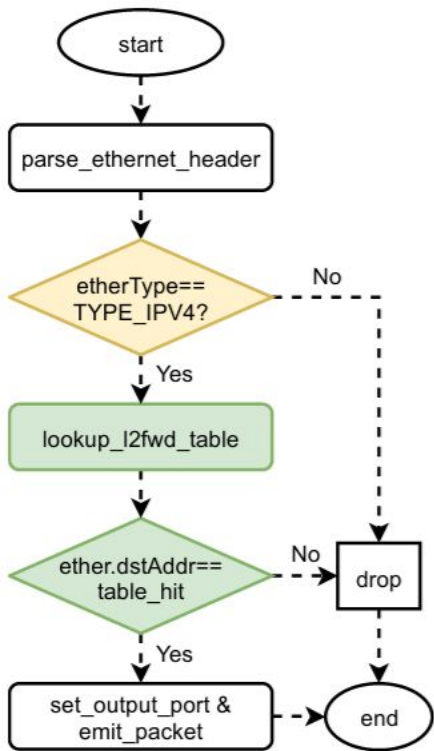 start
parse_ethernet_header
etherType==
TYPE_IPV4?
No
Yes
lookup_l2fwd_table
ether.dstAddr==
table_hit
No
drop
Yes
set_output_port &
emit_packet
end